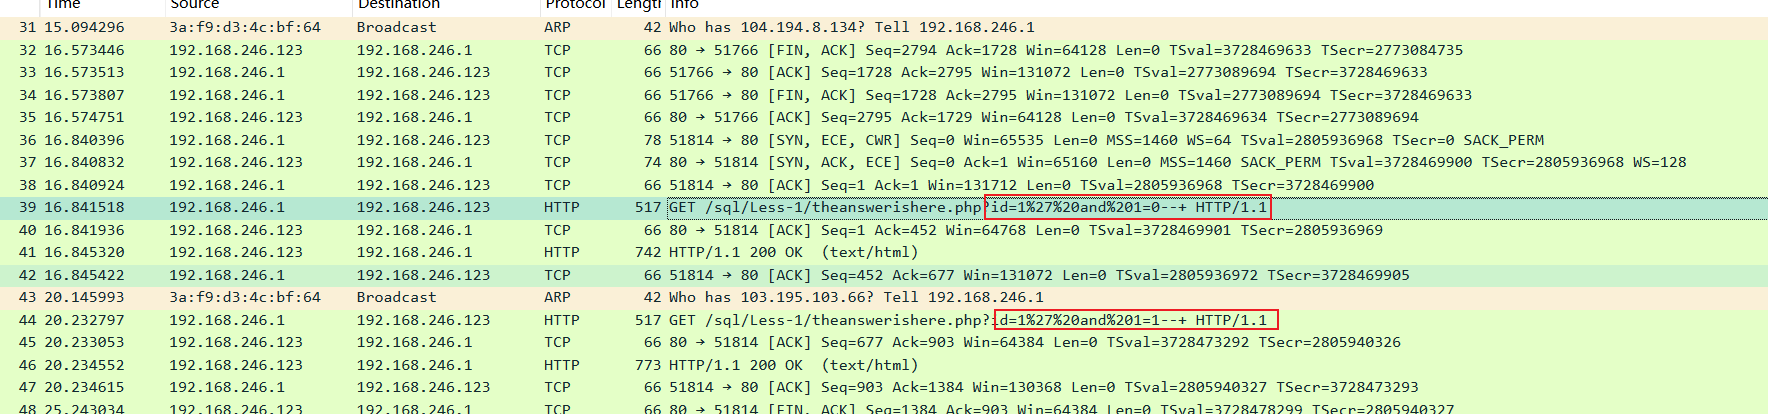 Time Source Destination Protocol Length Info
31 15.094296 3a:f9:d3:4c:bf:64 Broadcast ARP 42 Who has 104.194.8.134? Tell 192.168.246.1
32 16.573446 192.168.246.123 192.168.246.1 TCP 66 80 → 51766 [FIN, ACK] Seq=2794 Ack=1728 Win=64128 Len=0 TSval=3728469633 TSecr=2773084735
33 16.573513 192.168.246.1 192.168.246.123 TCP 66 51766 → 80 [ACK] Seq=1728 Ack=2795 Win=131072 Len=0 TSval=2773089694 TSecr=3728469633
34 16.573807 192.168.246.1 192.168.246.123 TCP 66 51766 → 80 [FIN, ACK] Seq=1728 Ack=2795 Win=131072 Len=0 TSval=2773089694 TSecr=3728469633
35 16.574751 192.168.246.123 192.168.246.1 TCP 66 80 → 51766 [ACK] Seq=2795 Ack=1729 Win=64128 Len=0 TSval=3728469634 TSecr=2773089694
36 16.840396 192.168.246.1 192.168.246.123 TCP 78 51814 → 80 [SYN, ECE, CWR] Seq=0 Win=65535 Len=0 MSS=1460 WS=64 TSval=2805936968 TSecr=0 SACK_PERM
37 16.840832 192.168.246.123 192.168.246.1 TCP 74 80 → 51814 [SYN, ACK, ECE] Seq=0 Ack=1 Win=65160 Len=0 MSS=1460 SACK_PERM TSval=3728469900 TSecr=2805936968 WS=128
38 16.840924 192.168.246.1 192.168.246.123 TCP 66 51814 → 80 [ACK] Seq=1 Ack=1 Win=131712 Len=0 TSval=2805936968 TSecr=3728469900
39 16.841518 192.168.246.1 192.168.246.123 HTTP 517 GET /sql/Less-1/theanswerishere.php?id=1%27%20and%201=0--+ HTTP/1.1
40 16.841936 192.168.246.123 192.168.246.1 TCP 66 80 → 51814 [ACK] Seq=1 Ack=452 Win=64768 Len=0 TSval=3728469901 TSecr=2805936969
41 16.845320 192.168.246.123 192.168.246.1 HTTP 742 HTTP/1.1 200 OK (text/html)
42 16.845422 192.168.246.1 192.168.246.123 TCP 66 51814 → 80 [ACK] Seq=452 Ack=677 Win=131072 Len=0 TSval=2805936972 TSecr=3728469905
43 20.145993 3a:f9:d3:4c:bf:64 Broadcast ARP 42 Who has 103.195.103.66? Tell 192.168.246.1
44 20.232797 192.168.246.1 192.168.246.123 HTTP 517 GET /sql/Less-1/theanswerishere.php?id=1%27%20and%201=1--+ HTTP/1.1
45 20.233053 192.168.246.123 192.168.246.1 TCP 66 80 → 51814 [ACK] Seq=677 Ack=903 Win=64384 Len=0 TSval=3728473292 TSecr=2805940326
46 20.234552 192.168.246.123 192.168.246.1 HTTP 773 HTTP/1.1 200 OK (text/html)
47 20.234615 192.168.246.1 192.168.246.123 TCP 66 51814 → 80 [ACK] Seq=903 Ack=1384 Win=130368 Len=0 TSval=2805940327 TSecr=3728473293
48 25.243034 192.168.246.123 192.168.246.1 TCP 66 80 → 51814 [FIN, ACK] Seq=1384 Ack=903 Win=64384 Len=0 TSval=3728478299 TSecr=2805940327